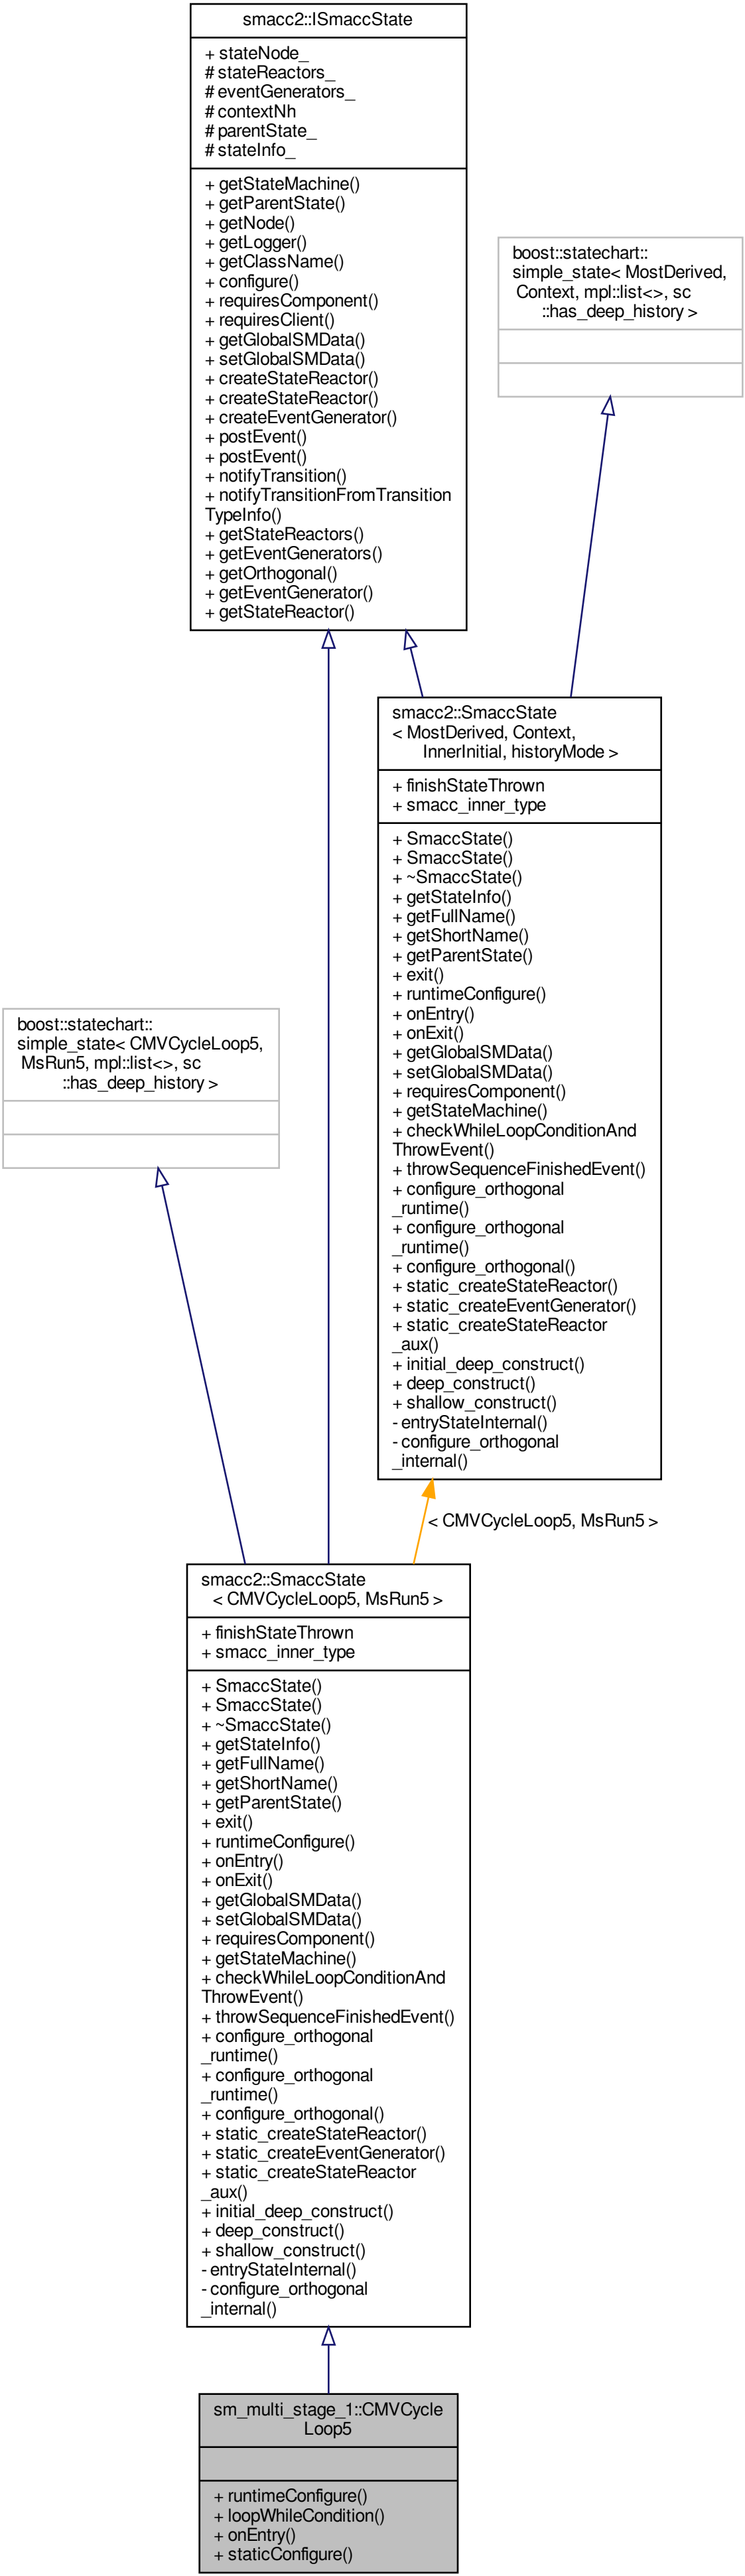 smacc2::ISmaccState
+ stateNode_
# stateReactors_
# eventGenerators_
# contextNh
# parentState_
# stateInfo_
+ getStateMachine()
+ getParentState()
+ getNode()
+ getLogger()
+ getClassName()
+ configure()
+ requiresComponent()
+ requiresClient()
+ getGlobalSMData()
+ setGlobalSMData()
+ createStateReactor()
+ createStateReactor()
+ createEventGenerator()
+ postEvent()
+ postEvent()
+ notifyTransition()
+ notifyTransitionFromTransition
TypeInfo()
+ getStateReactors()
+ getEventGenerators()
+ getOrthogonal()
+ getEventGenerator()
+ getStateReactor()
boost::statechart::
simple_state< MostDerived,
Context, mpl::list<>, sc
::has_deep_history >
smacc2::SmaccState
< MostDerived, Context,
InnerInitial, historyMode >
+ finishStateThrown
+ smacc_inner_type
+ SmaccState()
+ SmaccState()
+ ~SmaccState()
+ getStateInfo()
+ getFullName()
+ getShortName()
+ getParentState()
+ exit()
+ runtimeConfigure()
+ onEntry()
+ onExit()
+ getGlobalSMData()
+ setGlobalSMData()
+ requiresComponent()
+ getStateMachine()
+ checkWhileLoopConditionAnd
ThrowEvent()
+ throwSequenceFinishedEvent()
+ configure_orthogonal
_runtime()
+ configure_orthogonal
_runtime()
+ configure_orthogonal()
+ static_createStateReactor()
+ static_createEventGenerator()
+ static_createStateReactor
_aux()
+ initial_deep_construct()
+ deep_construct()
+ shallow_construct()
- entryStateInternal()
- configure_orthogonal
_internal()
boost::statechart::
simple_state< CMVCycleLoop5,
MsRun5, mpl::list<>, sc
::has_deep_history >
< CMVCycleLoop5, MsRun5 >
smacc2::SmaccState
< CMVCycleLoop5, MsRun5 >
+ finishStateThrown
+ smacc_inner_type
+ SmaccState()
+ SmaccState()
+ ~SmaccState()
+ getStateInfo()
+ getFullName()
+ getShortName()
+ getParentState()
+ exit()
+ runtimeConfigure()
+ onEntry()
+ onExit()
+ getGlobalSMData()
+ setGlobalSMData()
+ requiresComponent()
+ getStateMachine()
+ checkWhileLoopConditionAnd
ThrowEvent()
+ throwSequenceFinishedEvent()
+ configure_orthogonal
_runtime()
+ configure_orthogonal
_runtime()
+ configure_orthogonal()
+ static_createStateReactor()
+ static_createEventGenerator()
+ static_createStateReactor
_aux()
+ initial_deep_construct()
+ deep_construct()
+ shallow_construct()
- entryStateInternal()
- configure_orthogonal
_internal()
sm_multi_stage_1::CMVCycle
Loop5
+ runtimeConfigure()
+ loopWhileCondition()
+ onEntry()
+ staticConfigure()